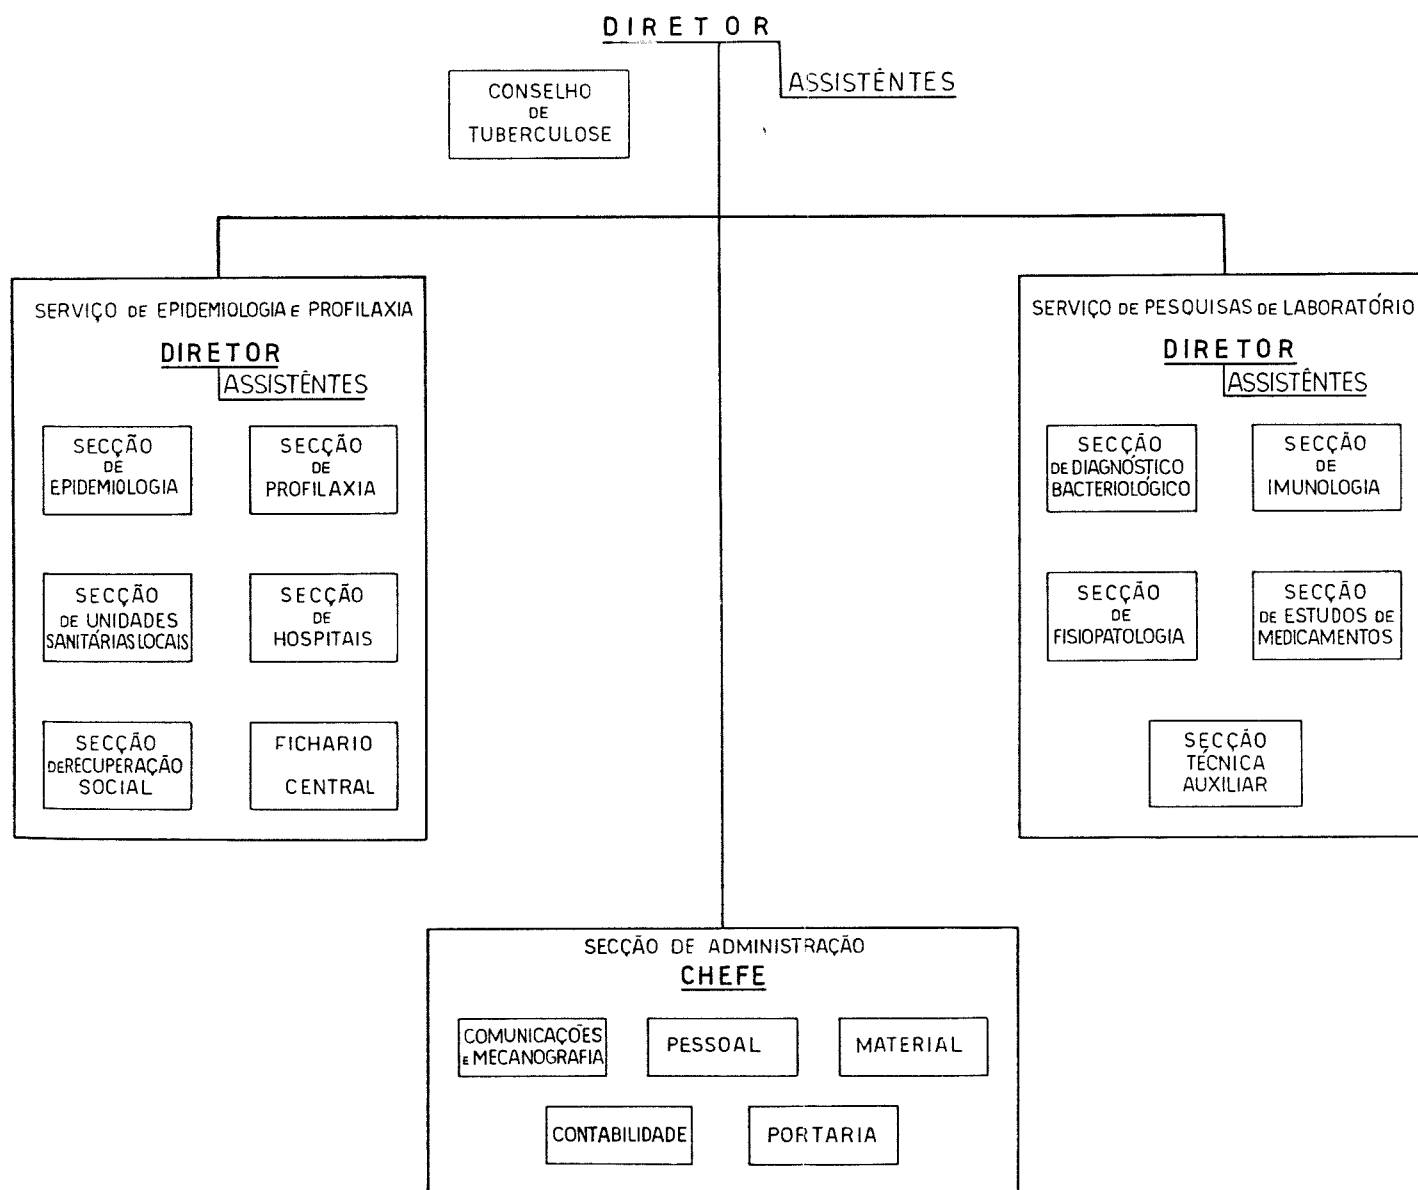 DIRETOR
ASSISTÊNTES
CONSELHO
DE
TUBERCULOSE
SERVIÇO DE EPIDEMIOLOGIA E PROFILAXIA
DIRETOR
ASSISTÊNTES
SECÇÃO
DE
EPIDEMIOLOGIA
SECÇÃO
DE
PROFILAXIA
SECÇÃO
DE UNIDADES
SANITÁRIAS LOCAIS
SECÇÃO
DE
HOSPITAIS
SECÇÃO
DE RECUPERAÇÃO
SOCIAL
FICHARIO
CENTRAL
SERVIÇO DE PESQUISAS DE LABORATÓRIO
DIRETOR
ASSISTÊNTES
SECÇÃO
DE DIAGNÓSTICO
BACTERIOLÓGICO
SECÇÃO
DE
IMUNOLOGIA
SECÇÃO
DE
FISIOPATOLOGIA
SECÇÃO
DE ESTUDOS DE
MEDICAMENTOS
SECÇÃO
TÉCNICA
AUXILIAR
SECÇÃO DE ADMINISTRAÇÃO
CHEFE
COMUNICAÇÕES
E MECANOGRAFIA
PESSOAL
MATERIAL
CONTABILIDADE
PORTARIA